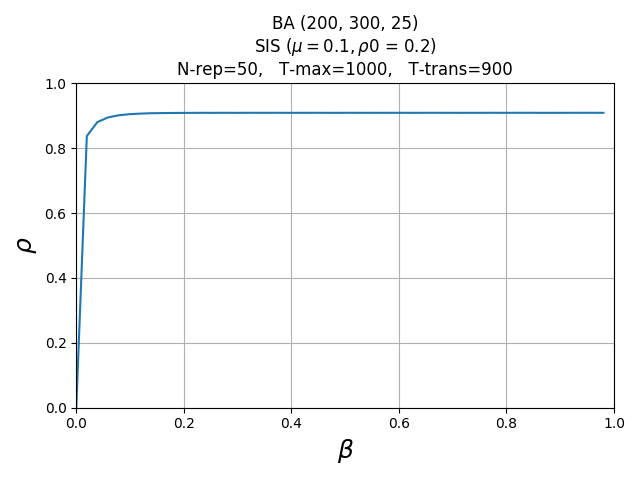 BA (200, 300, 25)
SIS (μ = 0.1, ρ0 = 0.2)
N-rep=50,   T-max=1000,   T-trans=900
1.0
0.8
0.6
0.4
0.2
0.0
ρ
0.0 0.2 0.4 0.6 0.8 1.0
β